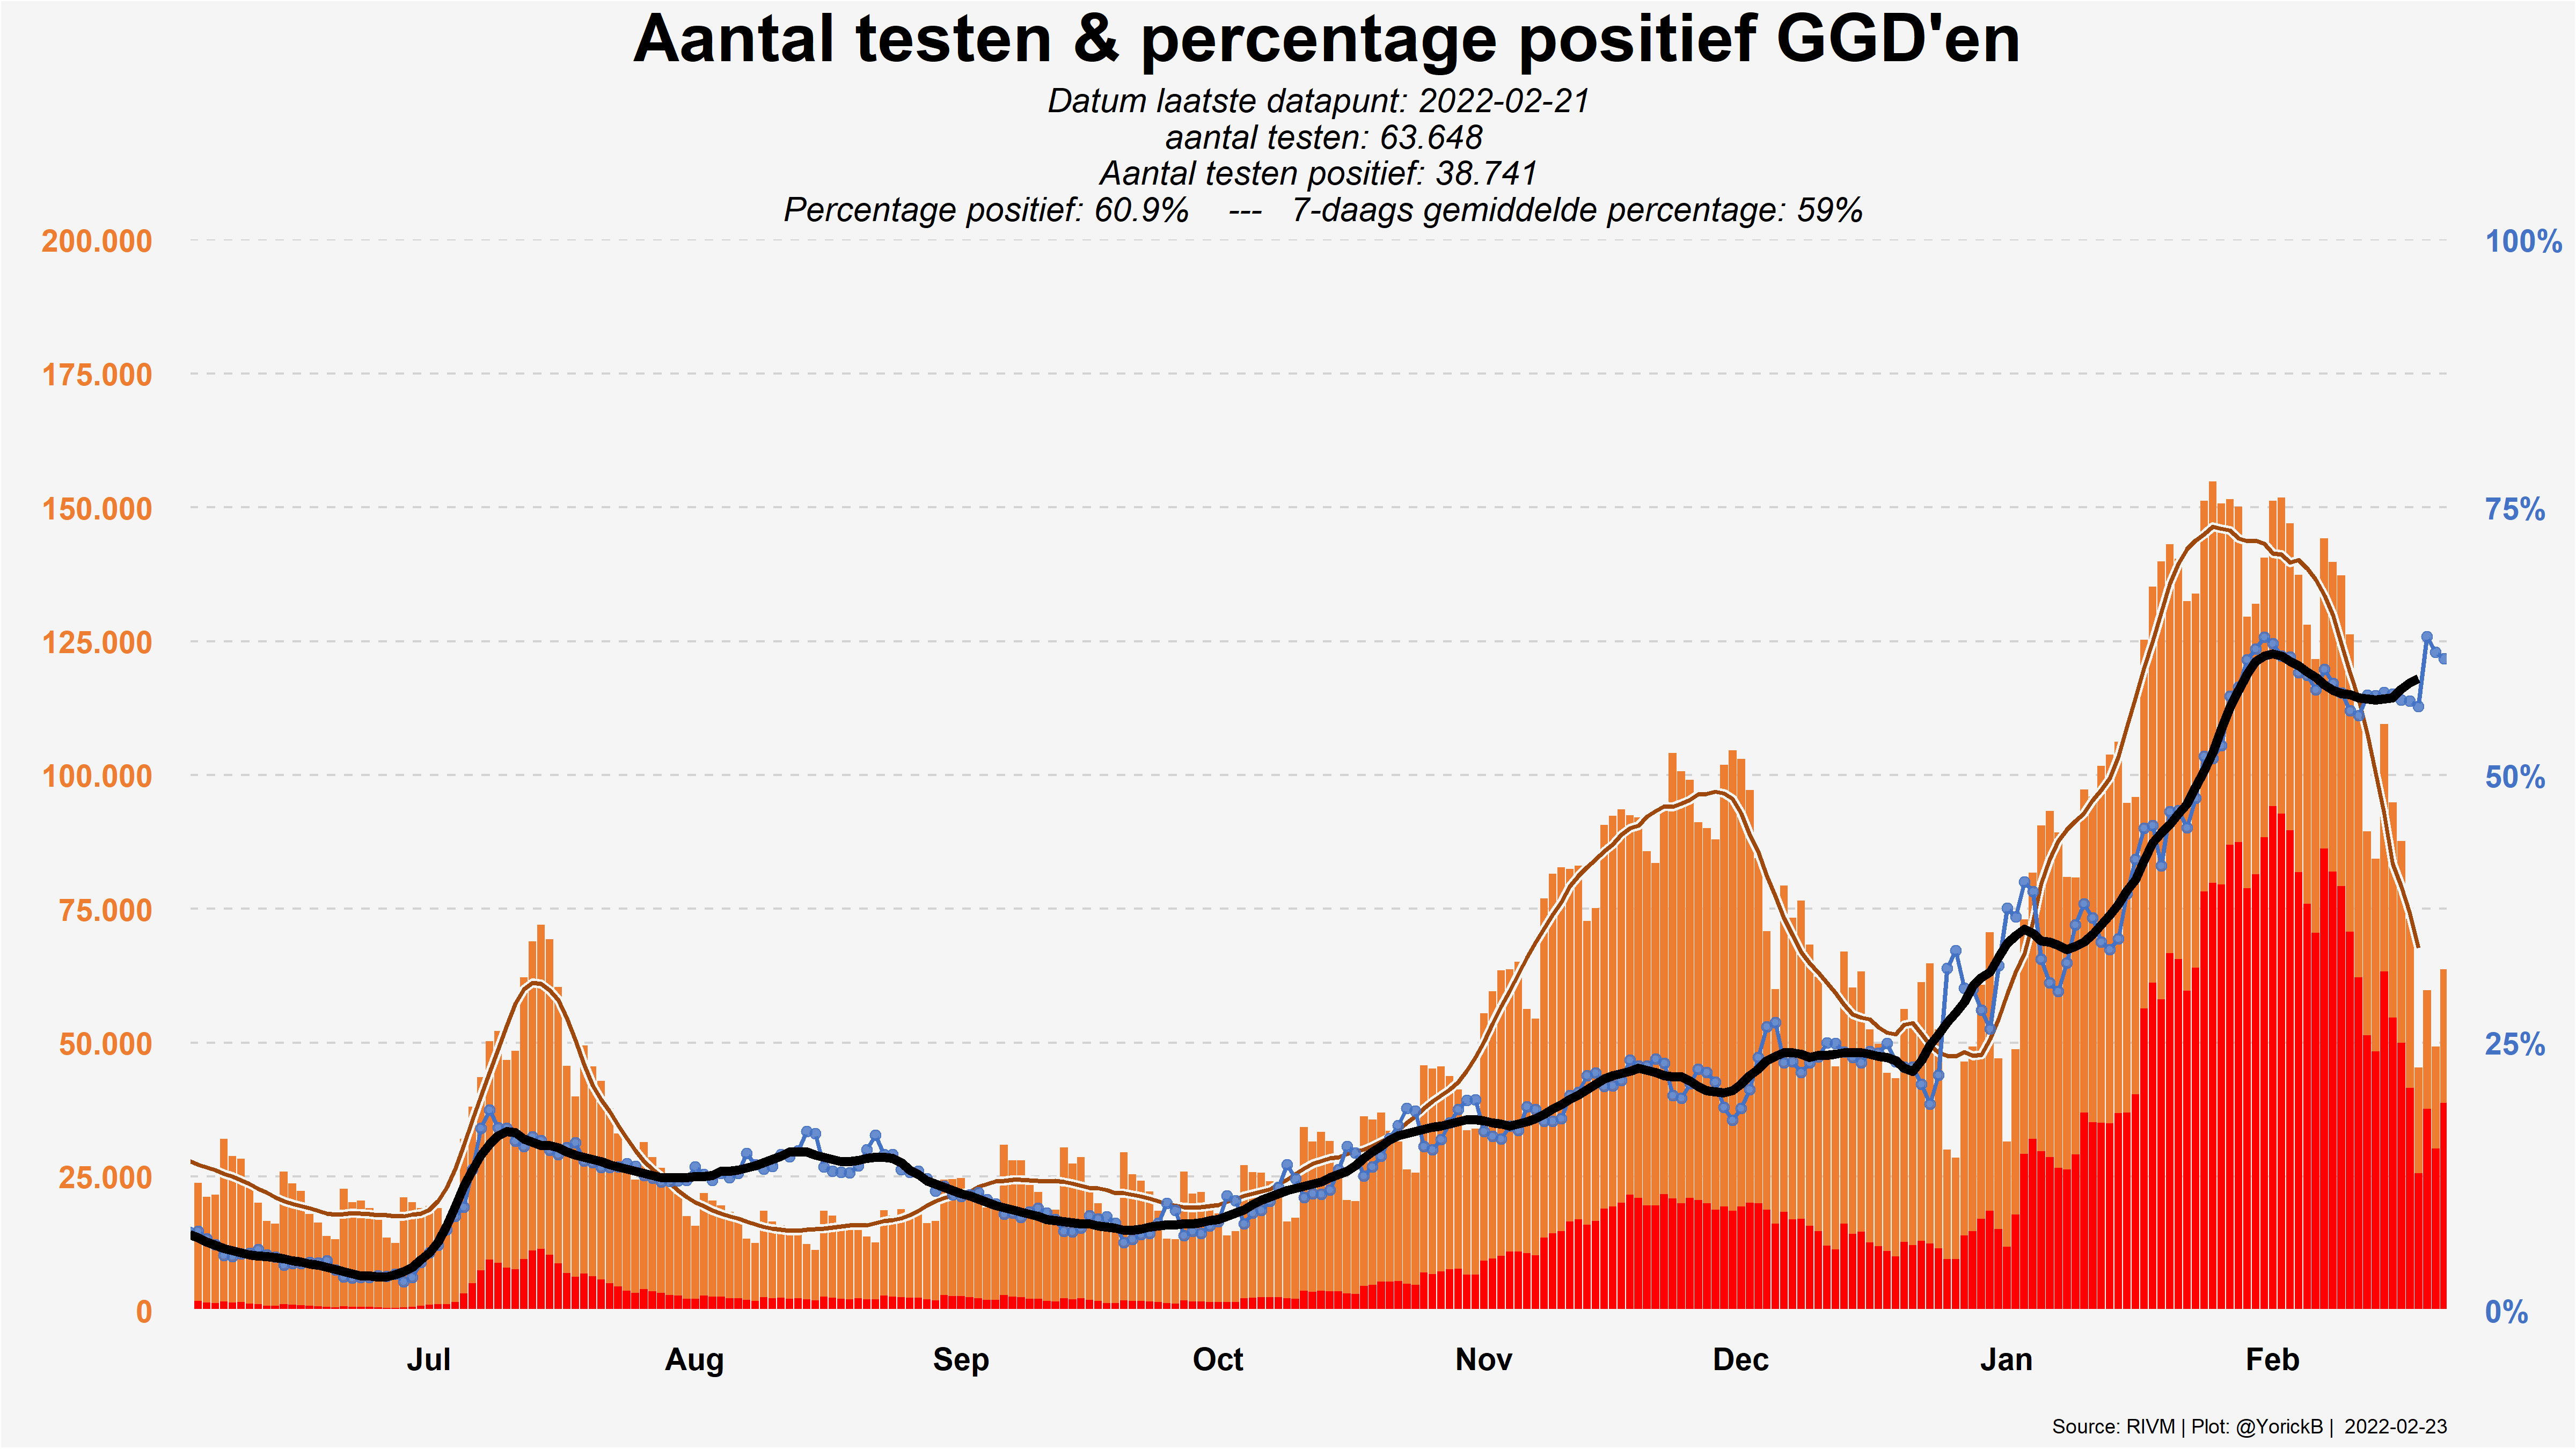 Aantal testen & percentage positief GGD'en
Datum laatste datapunt: 2022-02-21
aantal testen: 63.648
Aantal testen positief: 38.741
Percentage positief: 60.9% --- 7-daags gemiddelde percentage: 59%
200.000
175.000
150.000
125.000
100.000
75.000
50.000
25.000
0
100%
75%
50%
25%
0%
Jul Aug Sep Oct Nov Dec Jan Feb
Source: RIVM | Plot: @YorickB | 2022-02-23